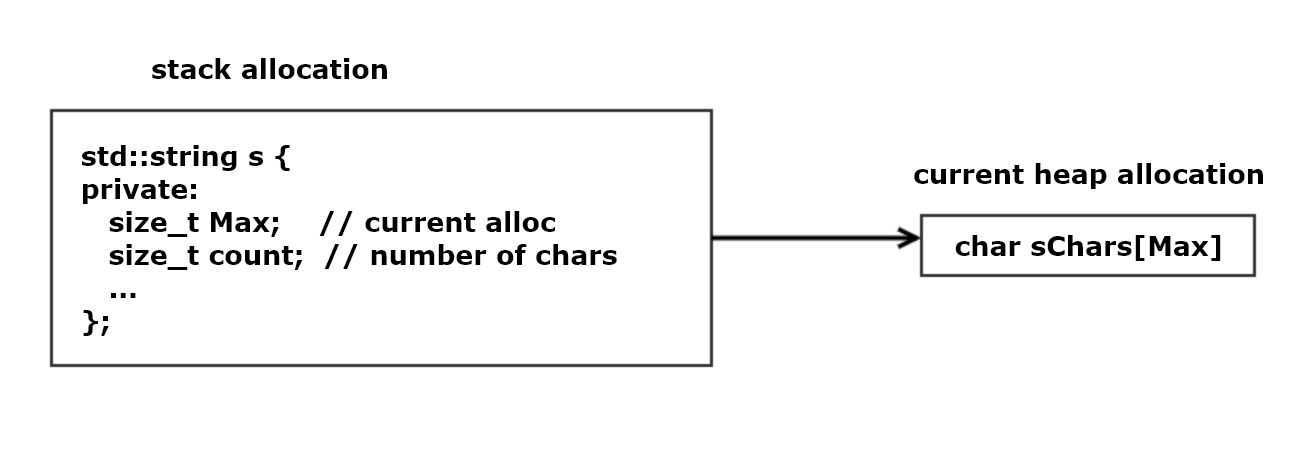 stack allocation
std::string s {
private:
size_t Max;    // current alloc
size_t count;  // number of chars
...
};
current heap allocation
char sChars[Max]